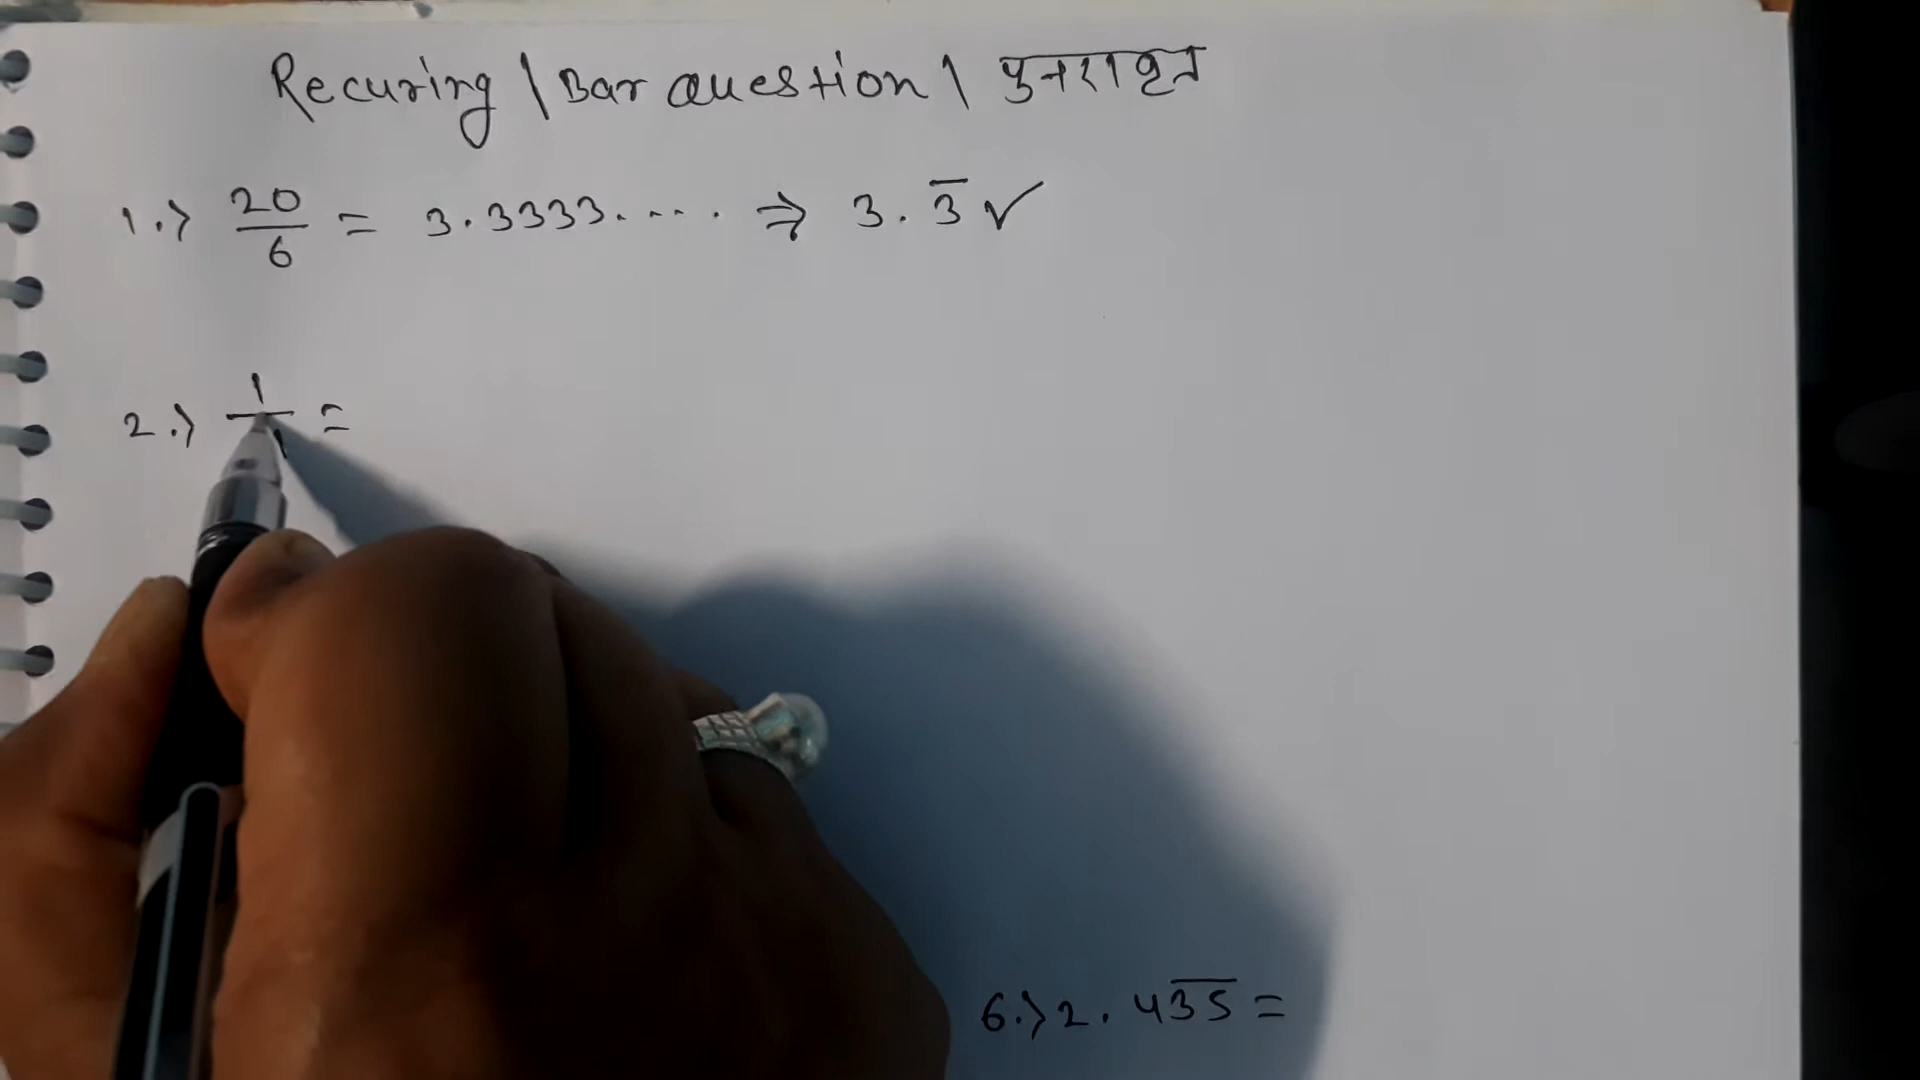 Recuring \ Bar question \ पुनरावृत
1.> 20/6 = 3.3333..... ⇒ 3.3̅ ✓
2.> 1/ =
6.> 2.43̅5̅ =